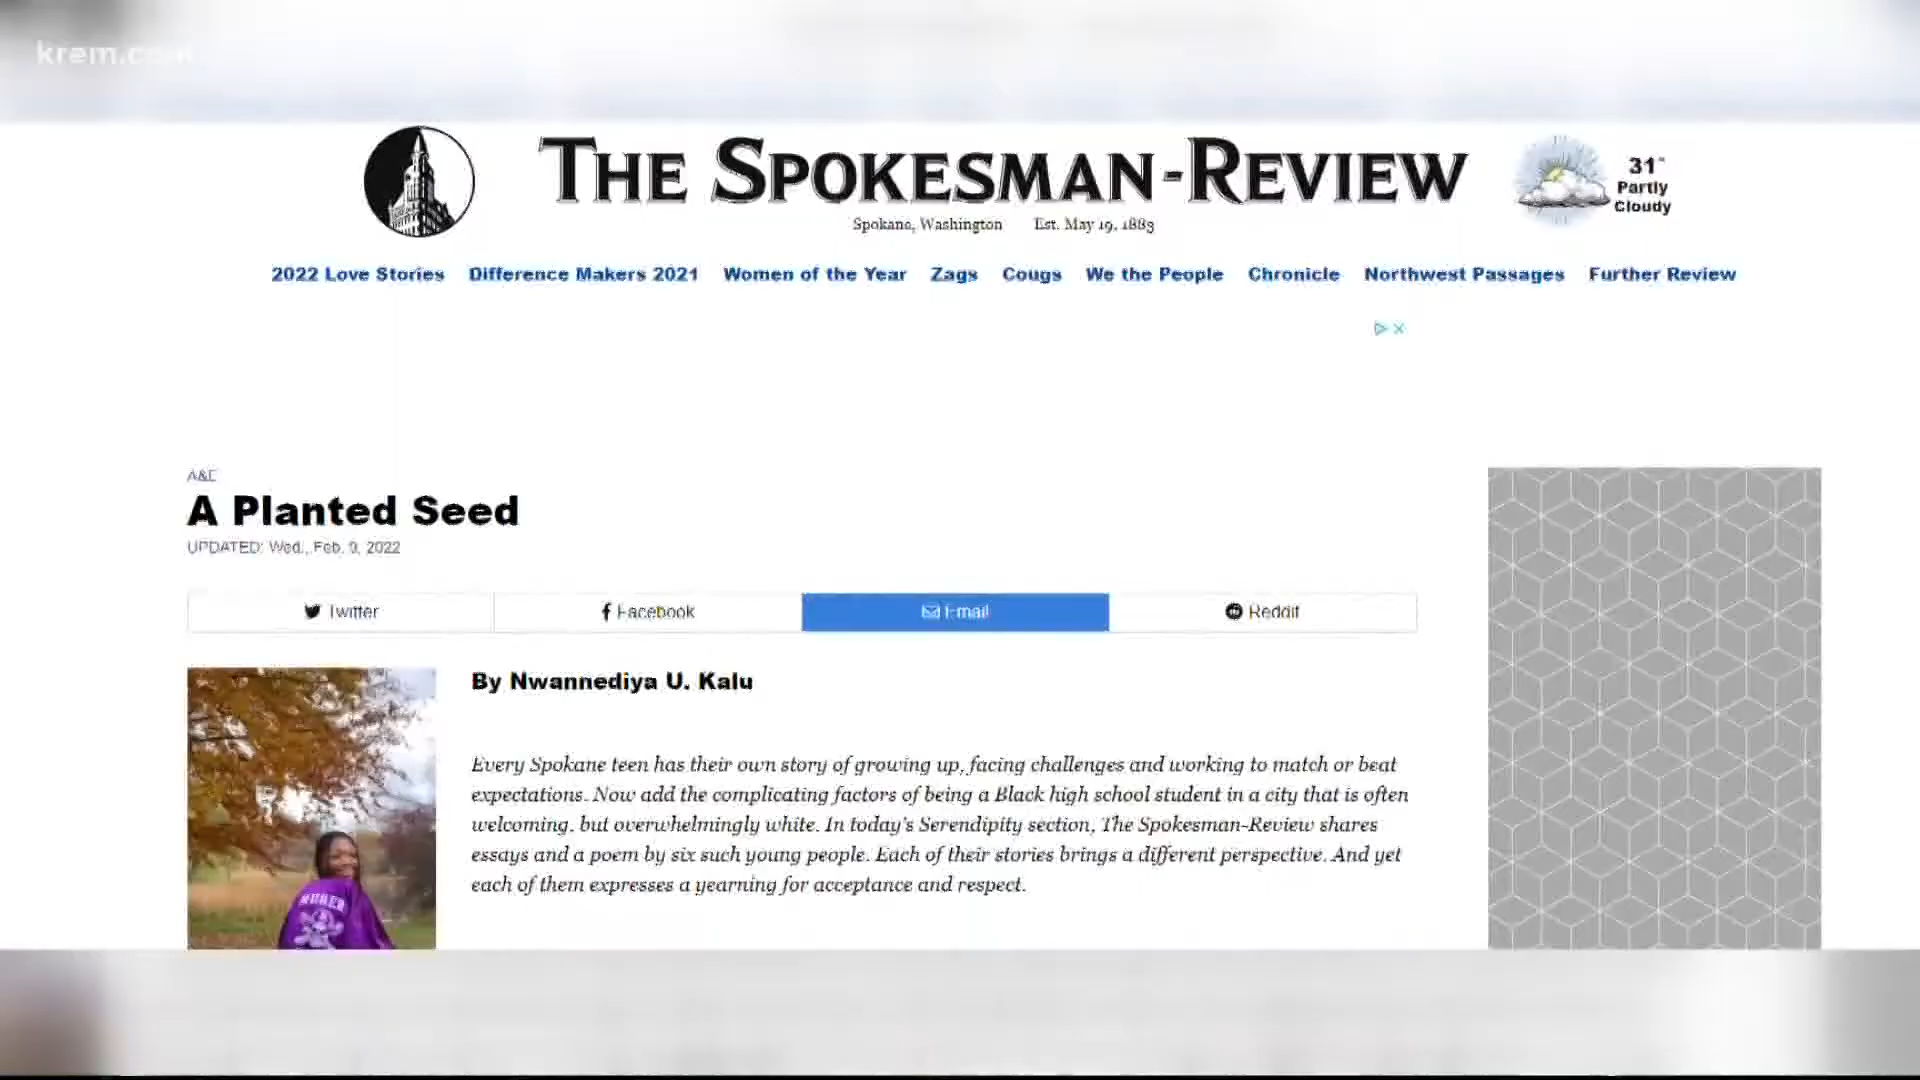 krem.com
THE SPOKESMAN-REVIEW
Spokane, Washington Est. May 19, 1883
31°
Partly
Cloudy
2022 Love Stories Difference Makers 2021 Women of the Year Zags Cougs We the People Chronicle Northwest Passages Further Review
A&E
A Planted Seed
UPDATED: Wed., Feb. 9, 2022
Twitter Facebook Email Reddit
By Nwannediya U. Kalu
Every Spokane teen has their own story of growing up, facing challenges and working to match or beat
expectations. Now add the complicating factors of being a Black high school student in a city that is often
welcoming, but overwhelmingly white. In today's Serendipity section, The Spokesman-Review shares
essays and a poem by six such young people. Each of their stories brings a different perspective. And yet
each of them expresses a yearning for acceptance and respect.